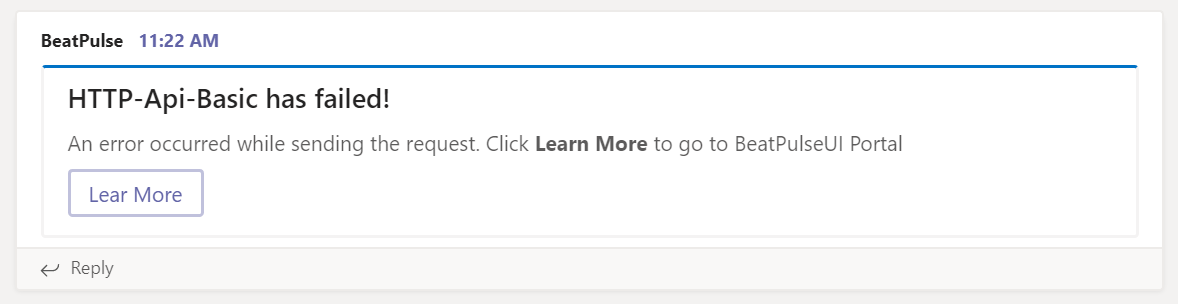 BeatPulse 11:22 AM
HTTP-Api-Basic has failed!
An error occurred while sending the request. Click Learn More to go to BeatPulseUI Portal
Lear More
Reply